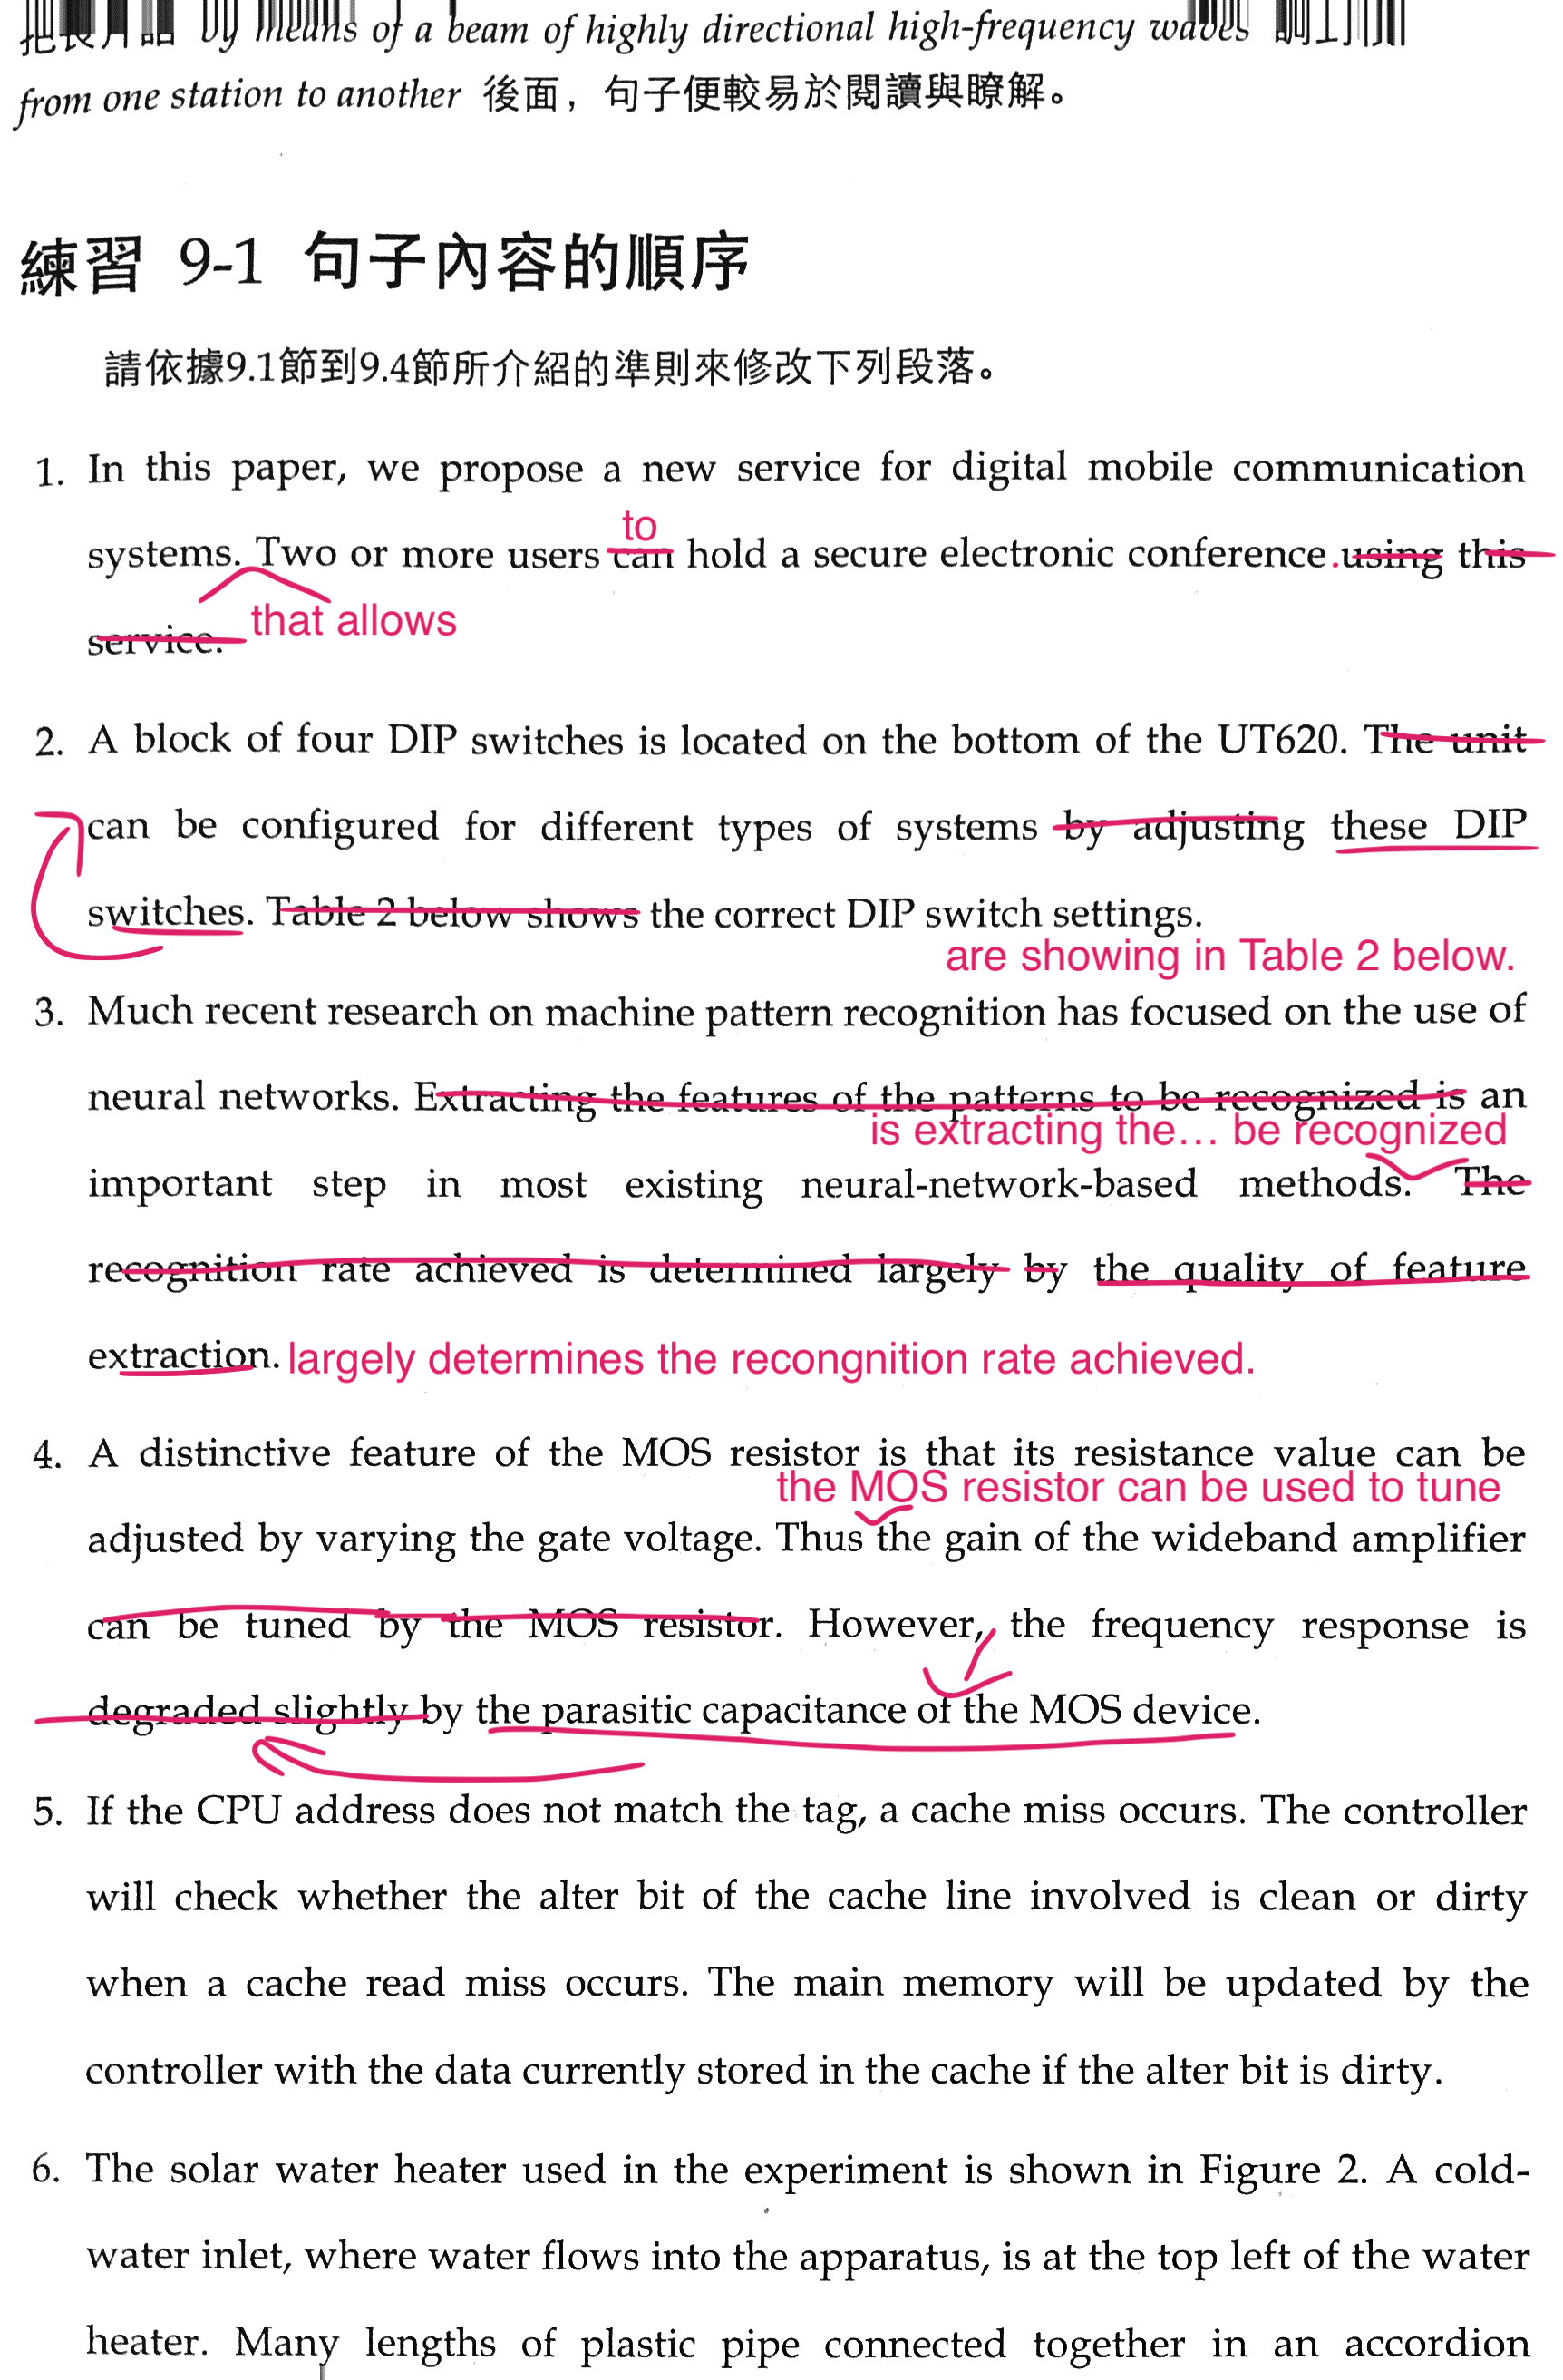 by means of a beam of highly directional high-frequency waves
from one station to another 後面，句子便較易於閱讀與瞭解。
練習 9-1 句子內容的順序
請依據9.1節到9.4節所介紹的準則來修改下列段落。
1. In this paper, we propose a new service for digital mobile communication
to
systems. Two or more users can hold a secure electronic conference.using this
that allows
service.
2. A block of four DIP switches is located on the bottom of the UT620. The unit
can be configured for different types of systems by adjusting these DIP
switches. Table 2 below shows the correct DIP switch settings.
are showing in Table 2 below.
3. Much recent research on machine pattern recognition has focused on the use of
neural networks. Extracting the features of the patterns to be recognized is an
is extracting the... be recognized
important step in most existing neural-network-based methods. The
recognition rate achieved is determined largely by the quality of feature
extraction. largely determines the recongnition rate achieved.
4. A distinctive feature of the MOS resistor is that its resistance value can be
the MOS resistor can be used to tune
adjusted by varying the gate voltage. Thus the gain of the wideband amplifier
can be tuned by the MOS resistor. However, the frequency response is
degraded slightly by the parasitic capacitance of the MOS device.
5. If the CPU address does not match the tag, a cache miss occurs. The controller
will check whether the alter bit of the cache line involved is clean or dirty
when a cache read miss occurs. The main memory will be updated by the
controller with the data currently stored in the cache if the alter bit is dirty.
6. The solar water heater used in the experiment is shown in Figure 2. A cold-
water inlet, where water flows into the apparatus, is at the top left of the water
heater. Many lengths of plastic pipe connected together in an accordion